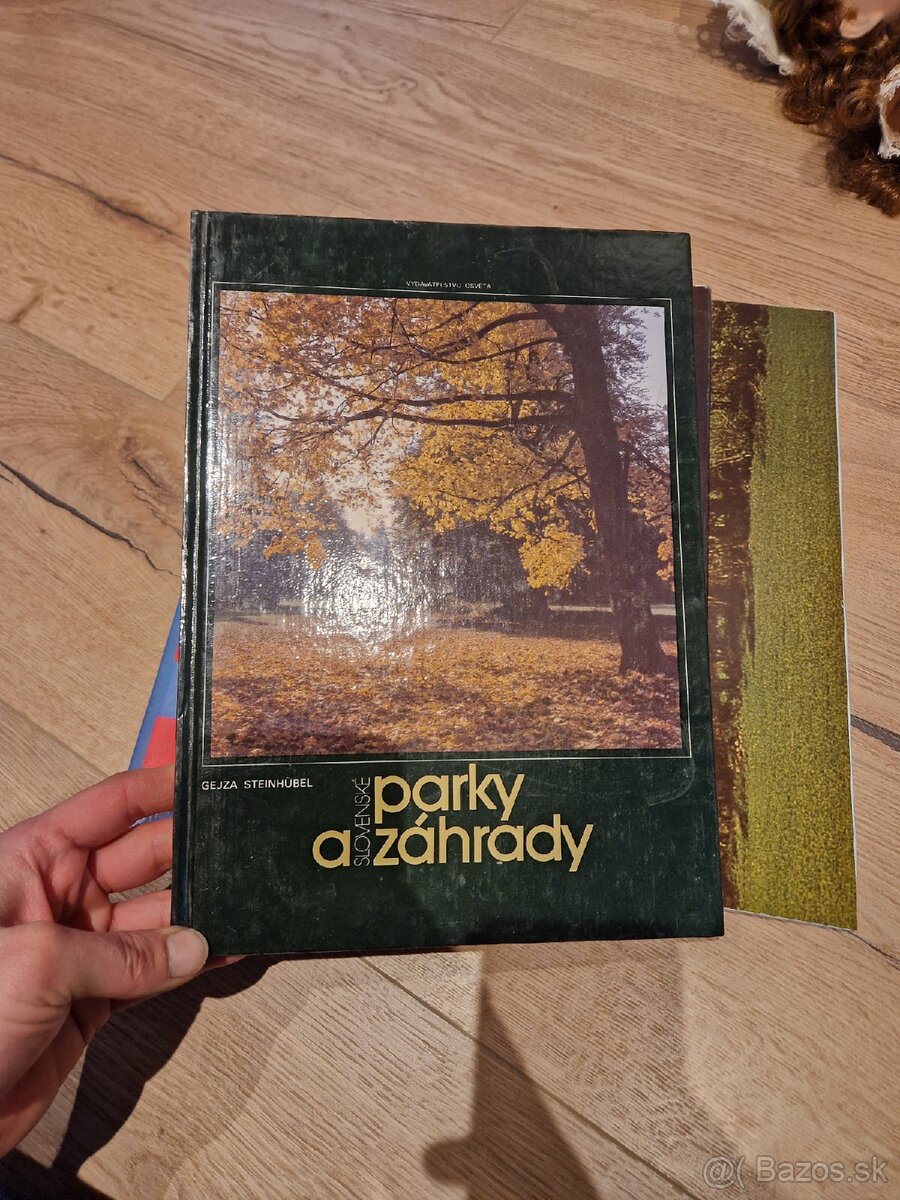 VYDAVATEĽSTVO OSVETA
GEJZA STEINHÜBEL
SLOVENSKÉ
parky
a záhrady
@( Bazos.sk